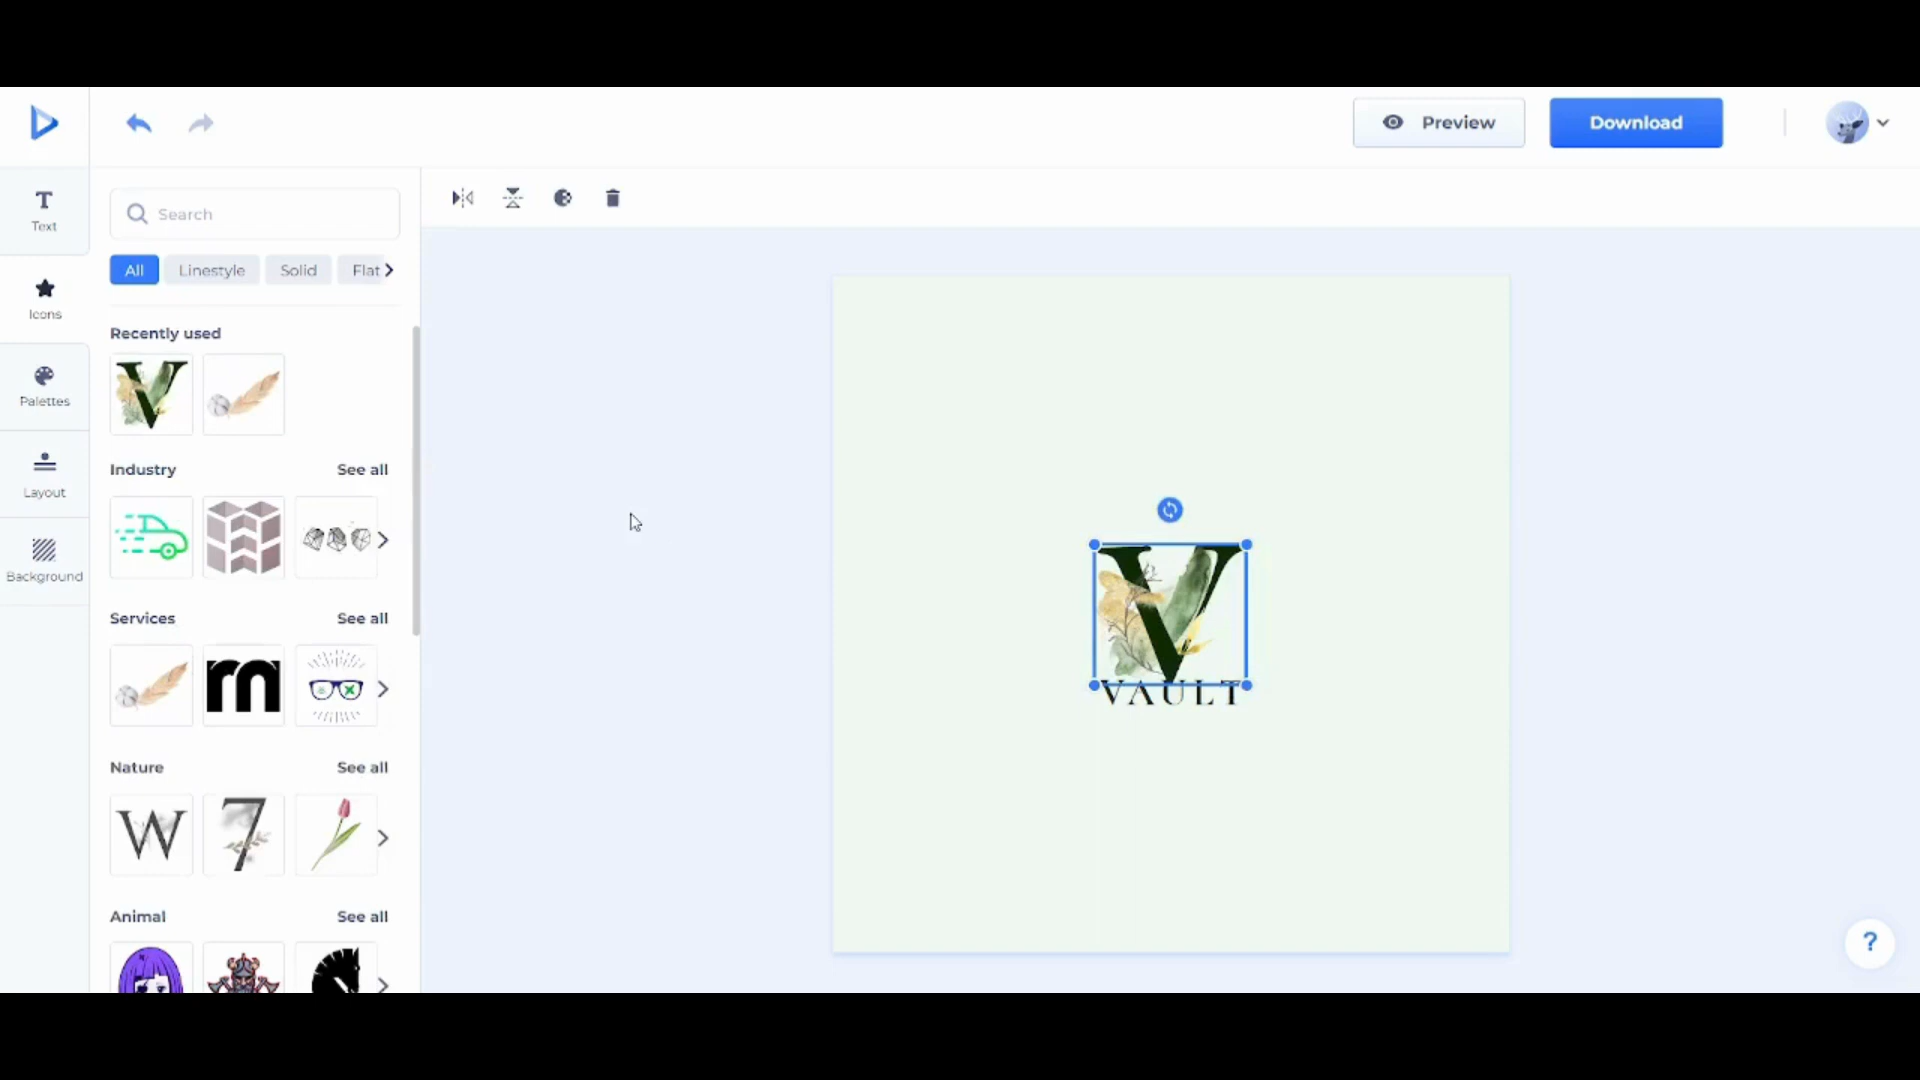 Preview
Download
T
Text
Search
All
Linestyle
Solid
Flat
Icons
Recently used
V
Palettes
Industry
See all
Layout
Background
Services
See all
m
Nature
See all
W
7
Animal
See all
V
VAULT
?